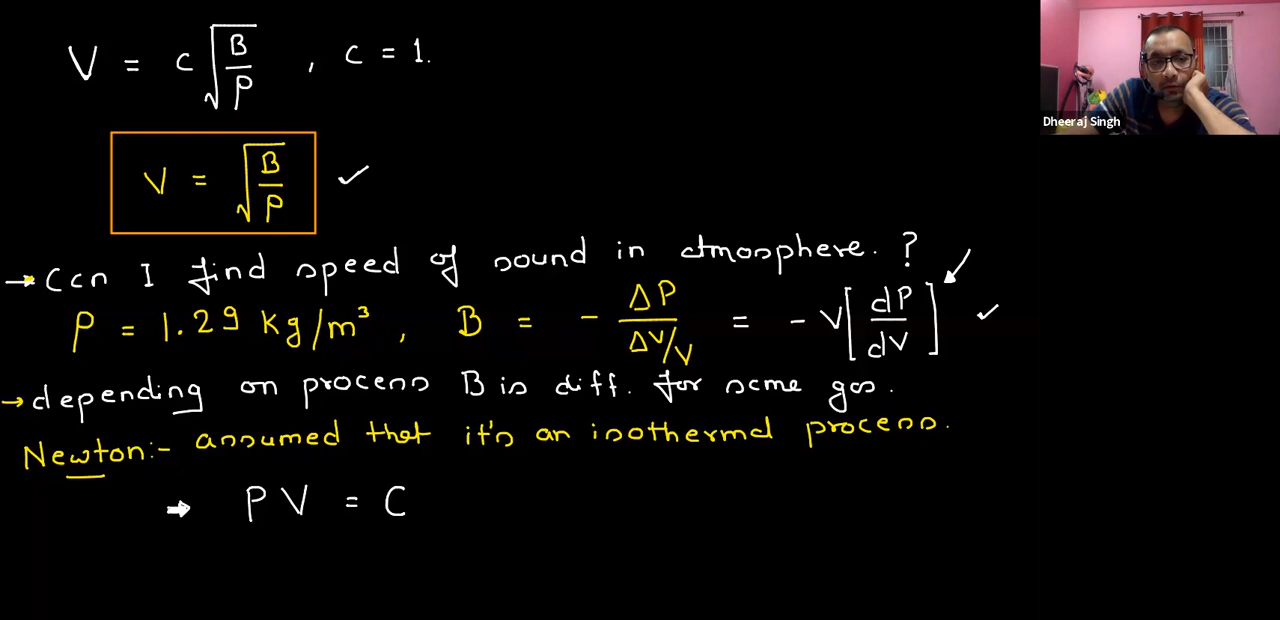 V = c√(B/ρ) , c = 1.
Dheeraj Singh
V = √(B/ρ) ✓
→ Can I find speed of sound in atmosphere. ?
ρ = 1.29 kg/m³ , B = - ΔP/(ΔV/V) = - V[dP/dV] ✓
→ depending on process B is diff. for same gas.
Newton:- assumed that it's an isothermal process.
→ PV = C